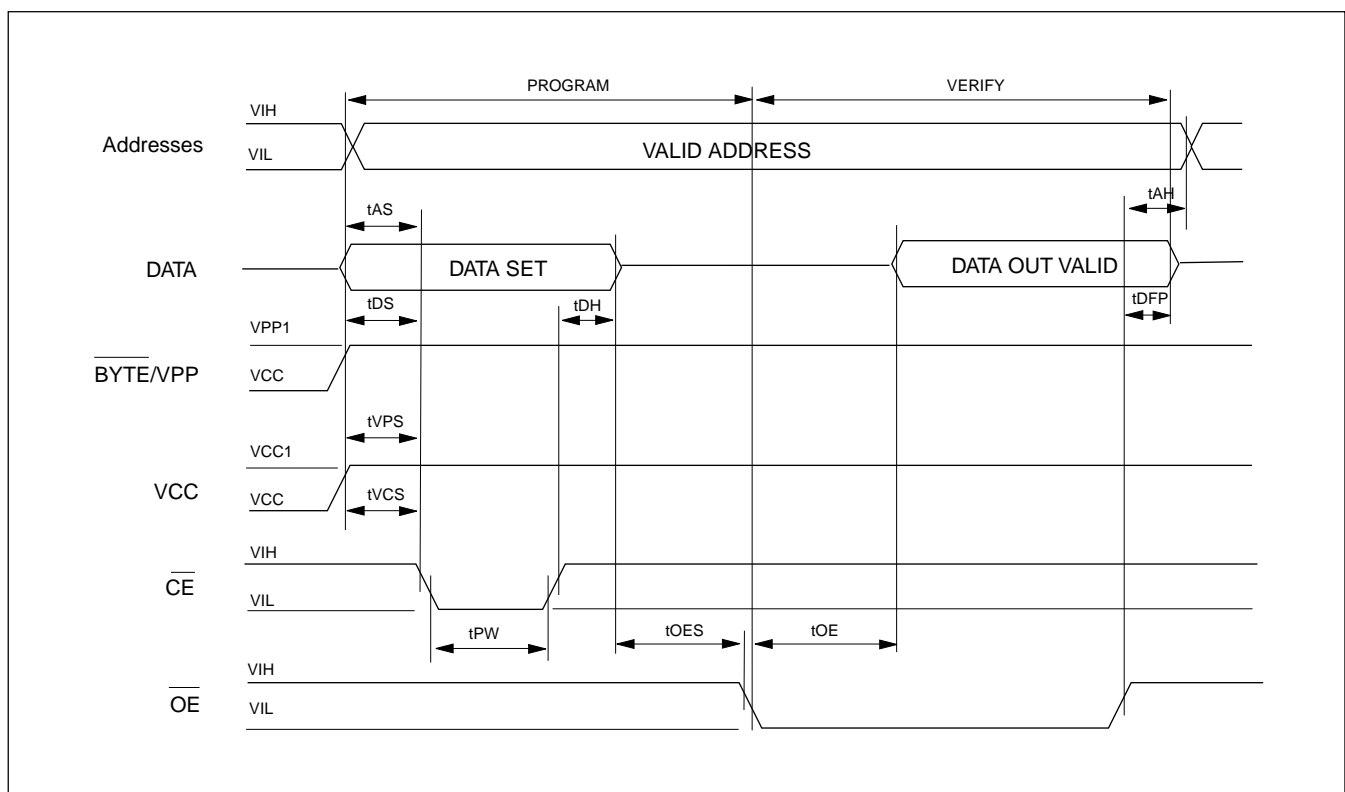 PROGRAM VERIFY
VIH
Addresses VIL VALID ADDRESS
tAS tAH
DATA DATA SET DATA OUT VALID
tDS tDH tDFP
VPP1
BYTE/VPP VCC
tVPS
VCC1
VCC VCC tVCS
VIH
CE
VIL
tPW tOES tOE
VIH
OE VIL